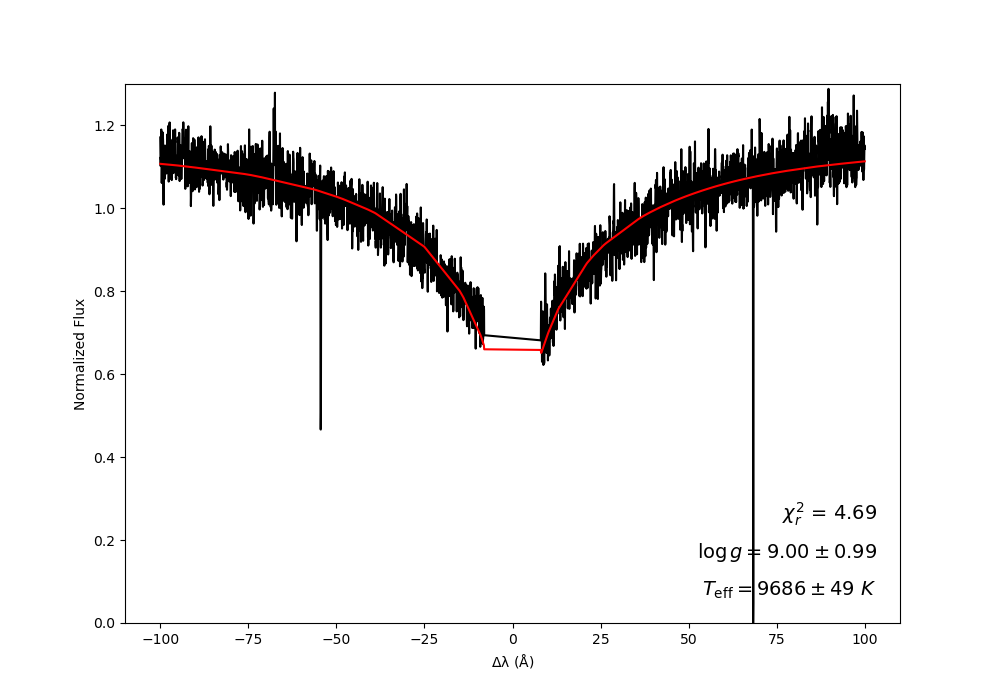 1.2
1.0
0.8
0.6
0.4
0.2
0.0
Normalized Flux
χ²ᵣ = 4.69
log g = 9.00 ± 0.99
T_eff = 9686 ± 49 K
−100 −75 −50 −25 0 25 50 75 100
Δλ (Å)